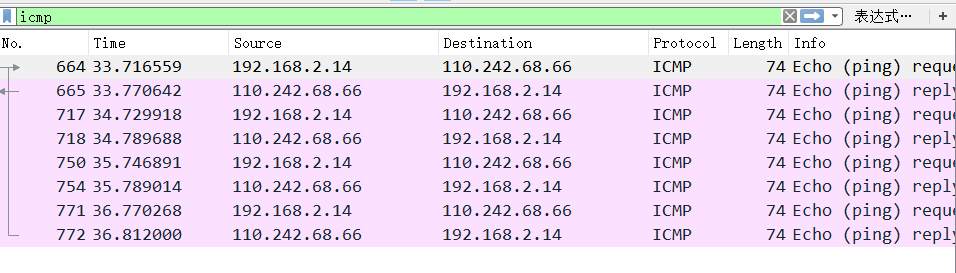 icmp 表达式… +
No. Time Source Destination Protocol Length Info
664 33.716559 192.168.2.14 110.242.68.66 ICMP 74 Echo (ping) reque
665 33.770642 110.242.68.66 192.168.2.14 ICMP 74 Echo (ping) reply
717 34.729918 192.168.2.14 110.242.68.66 ICMP 74 Echo (ping) reque
718 34.789688 110.242.68.66 192.168.2.14 ICMP 74 Echo (ping) reply
750 35.746891 192.168.2.14 110.242.68.66 ICMP 74 Echo (ping) reque
754 35.789014 110.242.68.66 192.168.2.14 ICMP 74 Echo (ping) reply
771 36.770268 192.168.2.14 110.242.68.66 ICMP 74 Echo (ping) reque
772 36.812000 110.242.68.66 192.168.2.14 ICMP 74 Echo (ping) reply